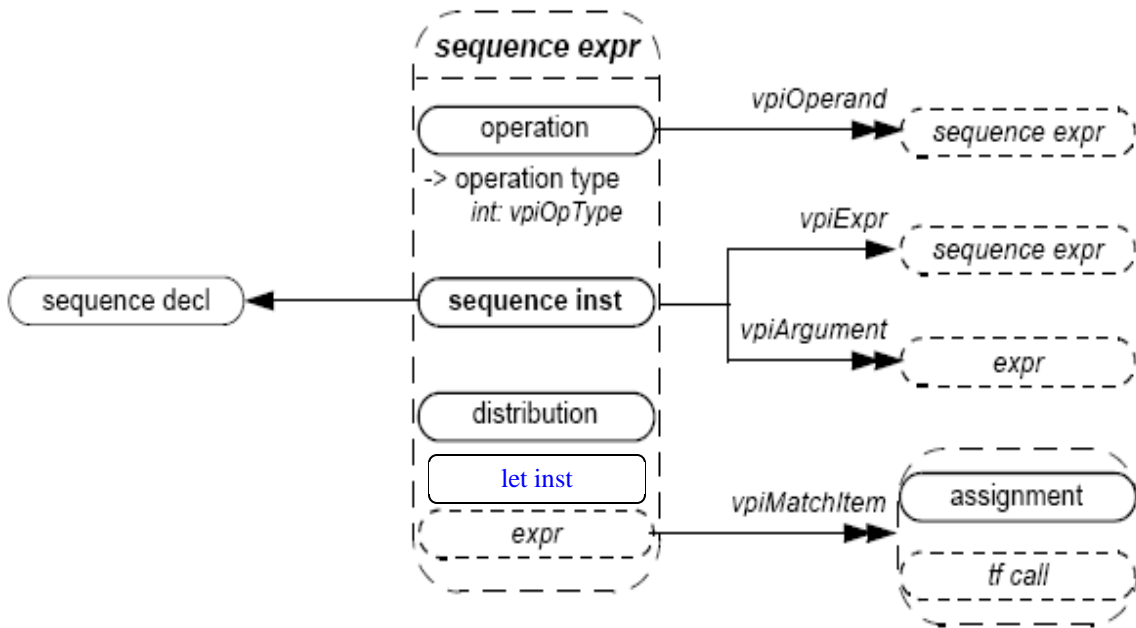 sequence expr
operation
-> operation type
int: vpiOpType
vpiOperand
sequence expr
vpiExpr
sequence expr
sequence decl
sequence inst
vpiArgument
expr
distribution
let inst
expr
vpiMatchItem
assignment
tf call